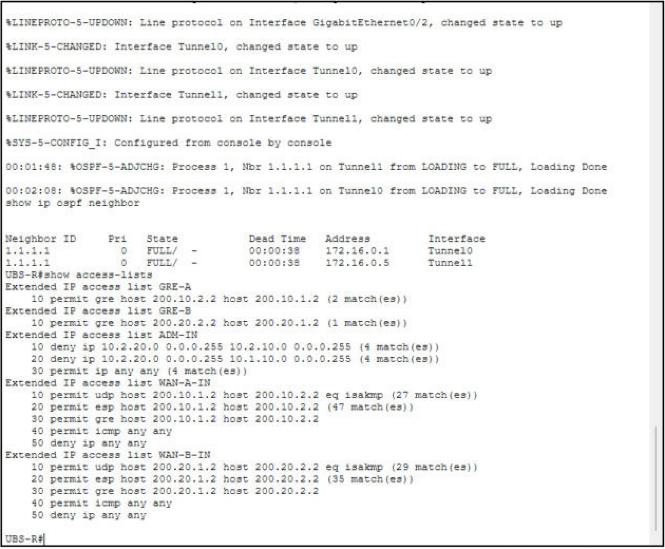 %LINEPROTO-5-UPDOWN: Line protocol on Interface GigabitEthernet0/2, changed state to up
%LINK-5-CHANGED: Interface Tunnel0, changed state to up
%LINEPROTO-5-UPDOWN: Line protocol on Interface Tunnel0, changed state to up
%LINK-5-CHANGED: Interface Tunnel1, changed state to up
%LINEPROTO-5-UPDOWN: Line protocol on Interface Tunnel1, changed state to up
%SYS-5-CONFIG_I: Configured from console by console
00:01:48: %OSPF-5-ADJCHG: Process 1, Nbr 1.1.1.1 on Tunnel1 from LOADING to FULL, Loading Done
00:02:08: %OSPF-5-ADJCHG: Process 1, Nbr 1.1.1.1 on Tunnel0 from LOADING to FULL, Loading Done
show ip ospf neighbor
Neighbor ID Pri State Dead Time Address Interface
1.1.1.1 0 FULL/ - 00:00:38 172.16.0.1 Tunnel0
1.1.1.1 0 FULL/ - 00:00:38 172.16.0.5 Tunnel1
UBS-R#show access-lists
Extended IP access list GRE-A
10 permit gre host 200.10.2.2 host 200.10.1.2 (2 match(es))
Extended IP access list GRE-B
10 permit gre host 200.20.2.2 host 200.20.1.2 (1 match(es))
Extended IP access list ADM-IN
10 deny ip 10.2.20.0 0.0.0.255 10.2.10.0 0.0.0.255 (4 match(es))
20 deny ip 10.2.20.0 0.0.0.255 10.1.10.0 0.0.0.255 (4 match(es))
30 permit ip any any (4 match(es))
Extended IP access list WAN-A-IN
10 permit udp host 200.10.1.2 host 200.10.2.2 eq isakmp (27 match(es))
20 permit esp host 200.10.1.2 host 200.10.2.2 (47 match(es))
30 permit gre host 200.10.1.2 host 200.10.2.2
40 permit icmp any any
50 deny ip any any
Extended IP access list WAN-B-IN
10 permit udp host 200.20.1.2 host 200.20.2.2 eq isakmp (29 match(es))
20 permit esp host 200.20.1.2 host 200.20.2.2 (35 match(es))
30 permit gre host 200.20.1.2 host 200.20.2.2
40 permit icmp any any
50 deny ip any any
UBS-R#